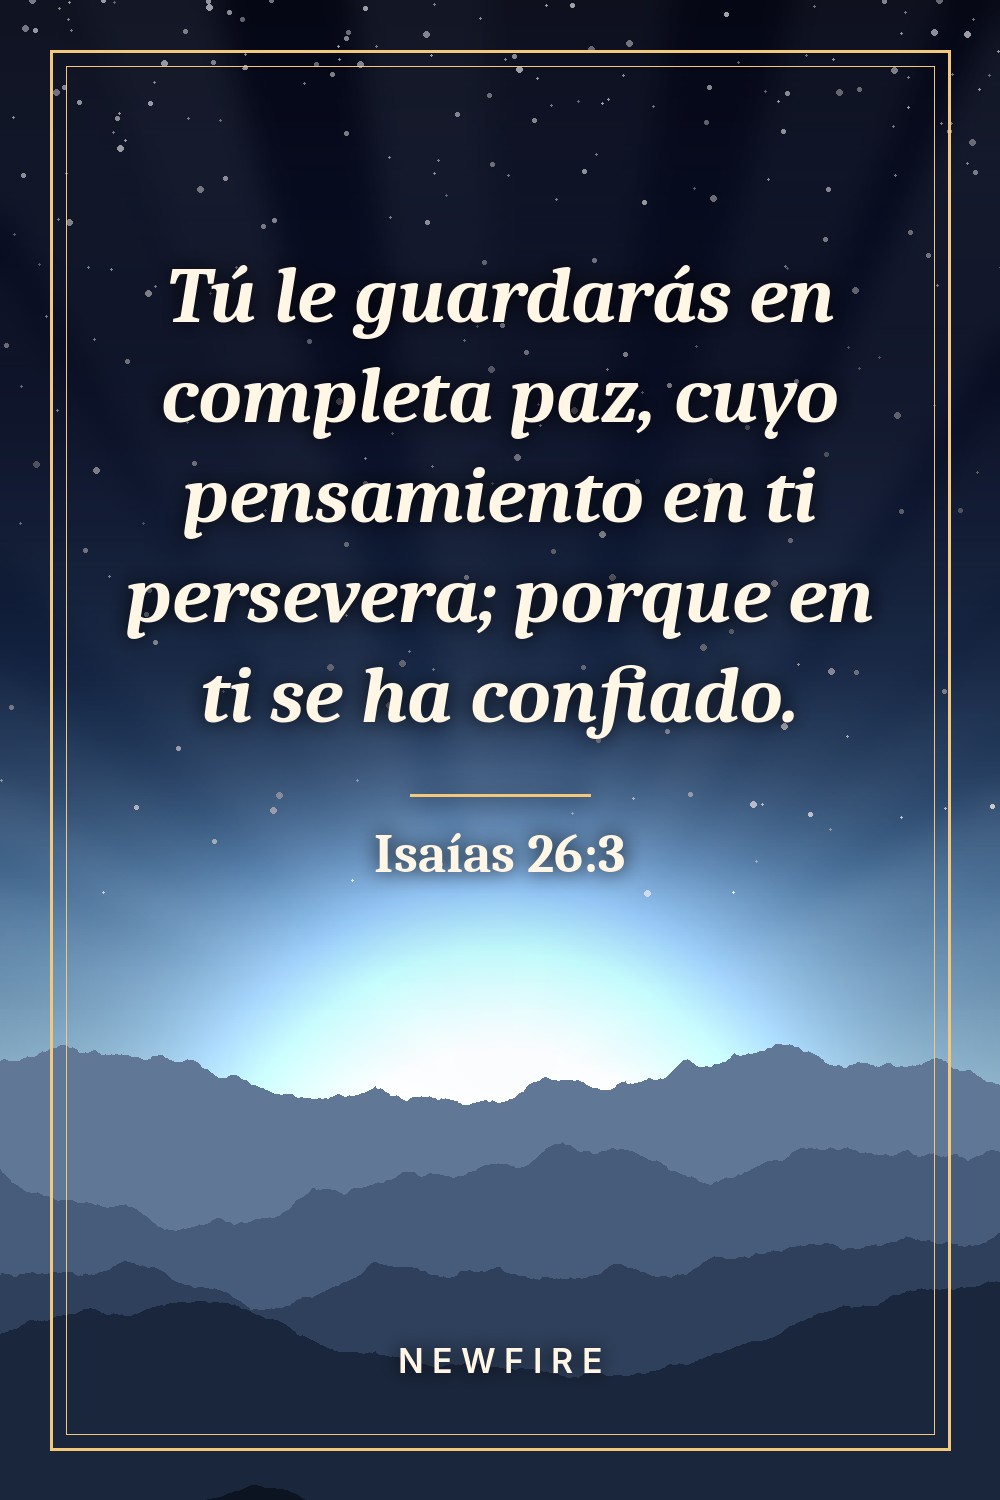 Tú le guardarás en
completa paz, cuyo
pensamiento en ti
persevera; porque en
ti se ha confiado.
Isaías 26:3
NEWFIRE